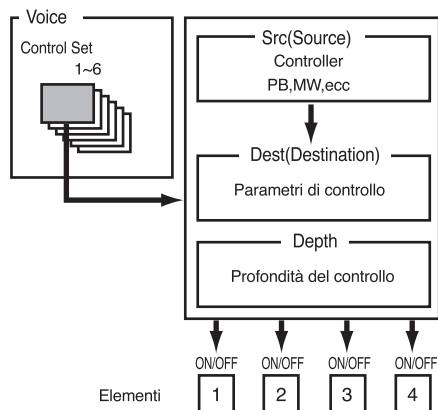 Voice
Control Set
1~6
Src(Source)
Controller
PB,MW,ecc
Dest(Destination)
Parametri di controllo
Depth
Profondità del controllo
ON/OFF ON/OFF ON/OFF ON/OFF
Elementi 1 2 3 4